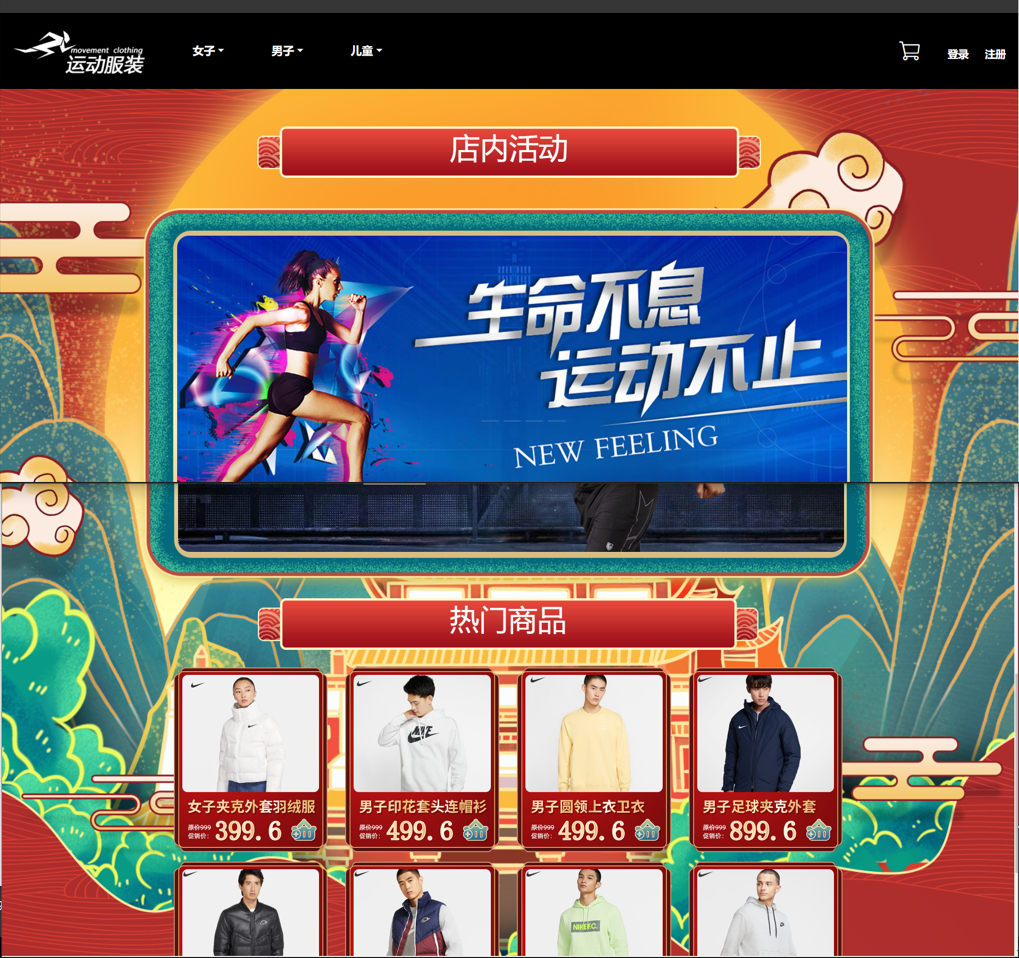 movement clothing
运动服装
女子
男子
儿童
登录
注册
店内活动
生命不息
运动不止
NEW FEELING
热门商品
NIKE
女子夹克外套羽绒服
原价999
促销价:
399.6
男子印花套头连帽衫
原价999
促销价:
499.6
男子圆领上衣卫衣
原价999
促销价:
499.6
男子足球夹克外套
原价999
促销价:
899.6